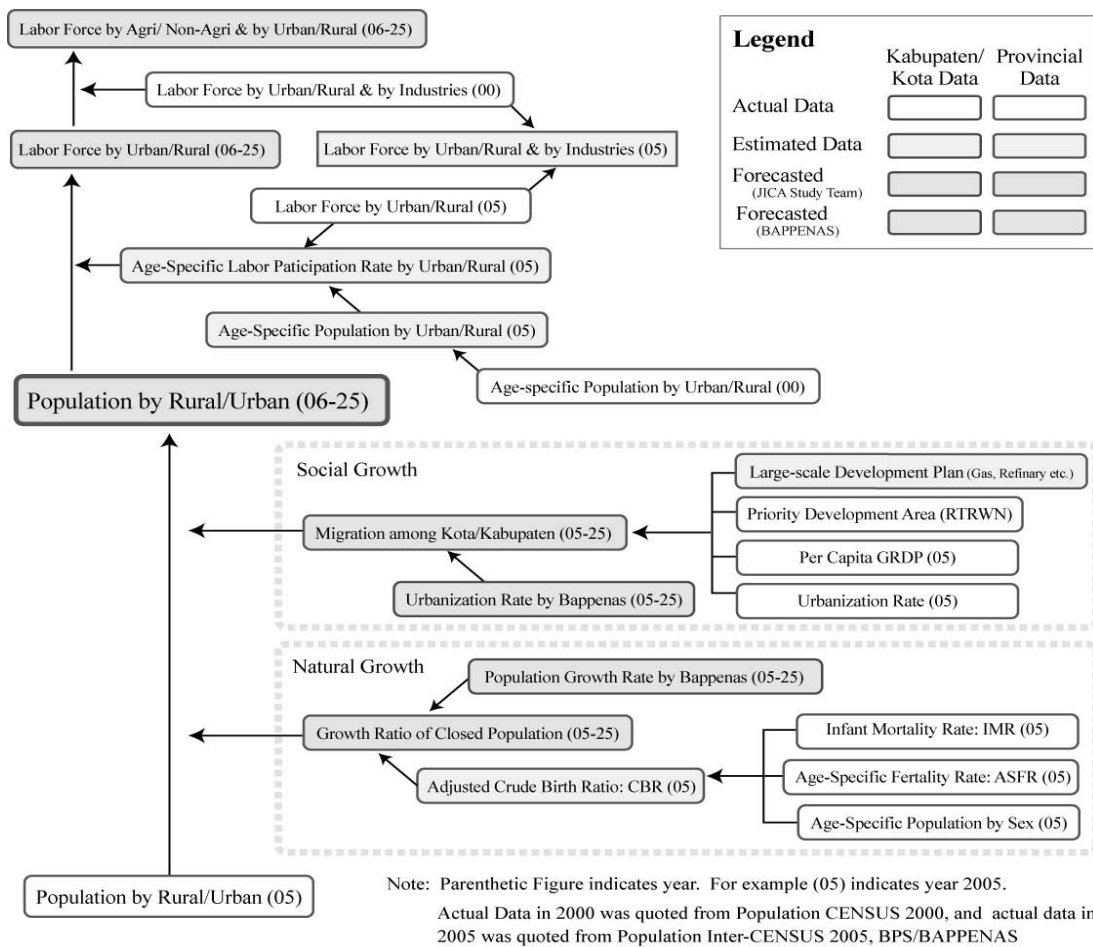 Labor Force by Agri/ Non-Agri & by Urban/Rural (06-25)
Labor Force by Urban/Rural & by Industries (00)
Labor Force by Urban/Rural (06-25)
Labor Force by Urban/Rural & by Industries (05)
Labor Force by Urban/Rural (05)
Age-Specific Labor Paticipation Rate by Urban/Rural (05)
Age-Specific Population by Urban/Rural (05)
Age-specific Population by Urban/Rural (00)
Population by Rural/Urban (06-25)
Legend
Kabupaten/
Kota Data
Provincial
Data
Actual Data
Estimated Data
Forecasted
(JICA Study Team)
Forecasted
(BAPPENAS)
Social Growth
Large-scale Development Plan (Gas, Refinary etc.)
Priority Development Area (RTRWN)
Migration among Kota/Kabupaten (05-25)
Per Capita GRDP (05)
Urbanization Rate by Bappenas (05-25)
Urbanization Rate (05)
Natural Growth
Population Growth Rate by Bappenas (05-25)
Growth Ratio of Closed Population (05-25)
Infant Mortality Rate: IMR (05)
Adjusted Crude Birth Ratio: CBR (05)
Age-Specific Fertality Rate: ASFR (05)
Age-Specific Population by Sex (05)
Population by Rural/Urban (05)
Note: Parenthetic Figure indicates year. For example (05) indicates year 2005.
Actual Data in 2000 was quoted from Population CENSUS 2000, and actual data in
2005 was quoted from Population Inter-CENSUS 2005, BPS/BAPPENAS